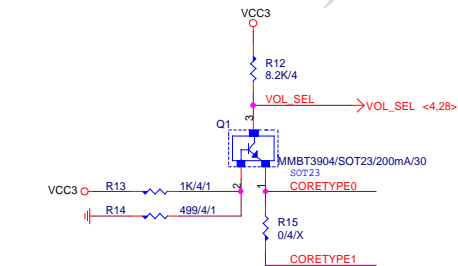 VCC3
R12
8.2K/4
VOL_SEL
VOL_SEL <4,28>
3
Q1
MMBT3904/SOT23/200mA/30
SOT23
2
1
VCC3
R13
1K/4/1
CORETYPE0
R14
499/4/1
R15
0/4/X
CORETYPE1